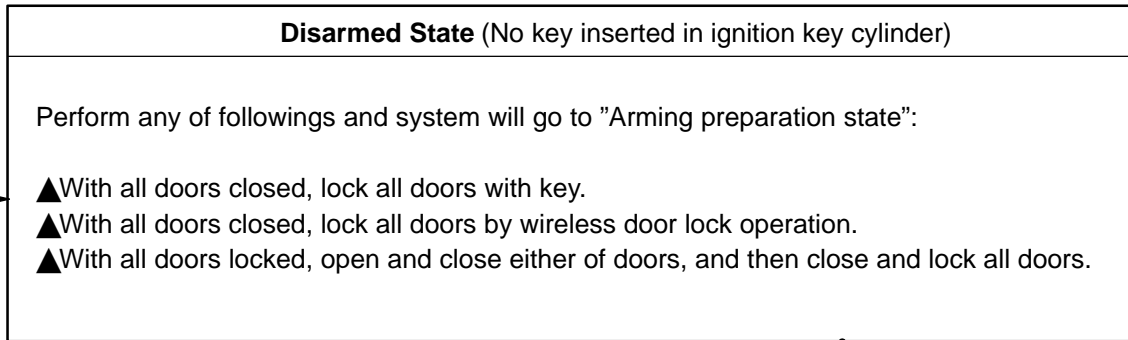 Disarmed State (No key inserted in ignition key cylinder)
Perform any of followings and system will go to ”Arming preparation state”:
▲With all doors closed, lock all doors with key.
▲With all doors closed, lock all doors by wireless door lock operation.
▲With all doors locked, open and close either of doors, and then close and lock all doors.